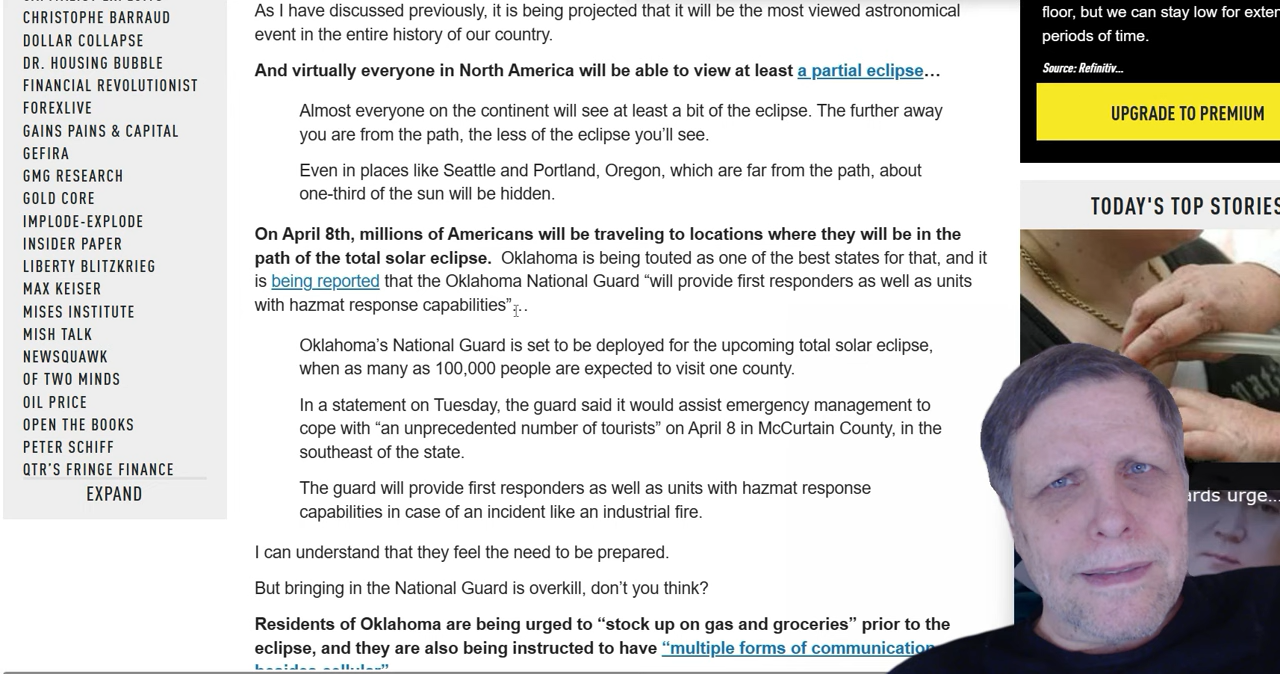 CHRISTOPHE BARRAUD
DOLLAR COLLAPSE
DR. HOUSING BUBBLE
FINANCIAL REVOLUTIONIST
FOREXLIVE
GAINS PAINS & CAPITAL
GEFIRA
GMG RESEARCH
GOLD CORE
IMPLODE-EXPLODE
INSIDER PAPER
LIBERTY BLITZKRIEG
MAX KEISER
MISES INSTITUTE
MISH TALK
NEWSQUAWK
OF TWO MINDS
OIL PRICE
OPEN THE BOOKS
PETER SCHIFF
QTR'S FRINGE FINANCE
EXPAND
As I have discussed previously, it is being projected that it will be the most viewed astronomical
event in the entire history of our country.
And virtually everyone in North America will be able to view at least a partial eclipse…
Almost everyone on the continent will see at least a bit of the eclipse. The further away
you are from the path, the less of the eclipse you’ll see.
Even in places like Seattle and Portland, Oregon, which are far from the path, about
one-third of the sun will be hidden.
On April 8th, millions of Americans will be traveling to locations where they will be in the
path of the total solar eclipse.  Oklahoma is being touted as one of the best states for that, and it
is being reported that the Oklahoma National Guard “will provide first responders as well as units
with hazmat response capabilities”…
Oklahoma’s National Guard is set to be deployed for the upcoming total solar eclipse,
when as many as 100,000 people are expected to visit one county.
In a statement on Tuesday, the guard said it would assist emergency management to
cope with “an unprecedented number of tourists” on April 8 in McCurtain County, in the
southeast of the state.
The guard will provide first responders as well as units with hazmat response
capabilities in case of an incident like an industrial fire.
I can understand that they feel the need to be prepared.
But bringing in the National Guard is overkill, don’t you think?
Residents of Oklahoma are being urged to “stock up on gas and groceries” prior to the
eclipse, and they are also being instructed to have “multiple forms of communication
besides cellular”
floor, but we can stay low for exten
periods of time.
Source: Refinitiv...
UPGRADE TO PREMIUM
TODAY'S TOP STORIES
urge...